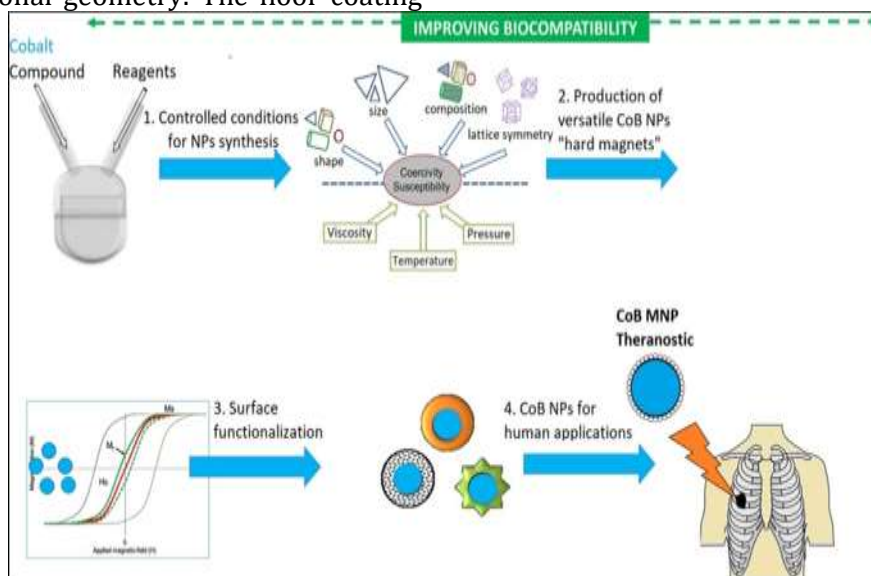 onal geometry. The floor coating
IMPROVING BIOCOMPATIBILITY
Cobalt
Compound
Reagents
1. Controlled conditions
for NPs synthesis
size
composition
shape
lattice symmetry
Coercivity
Susceptibility
Viscosity
Pressure
Temperature
2. Production of
versatile CoB NPs
"hard magnets"
Ms
Applied magnetic field (H)
3. Surface
functionalization
4. CoB NPs for
human applications
CoB MNP
Theranostic